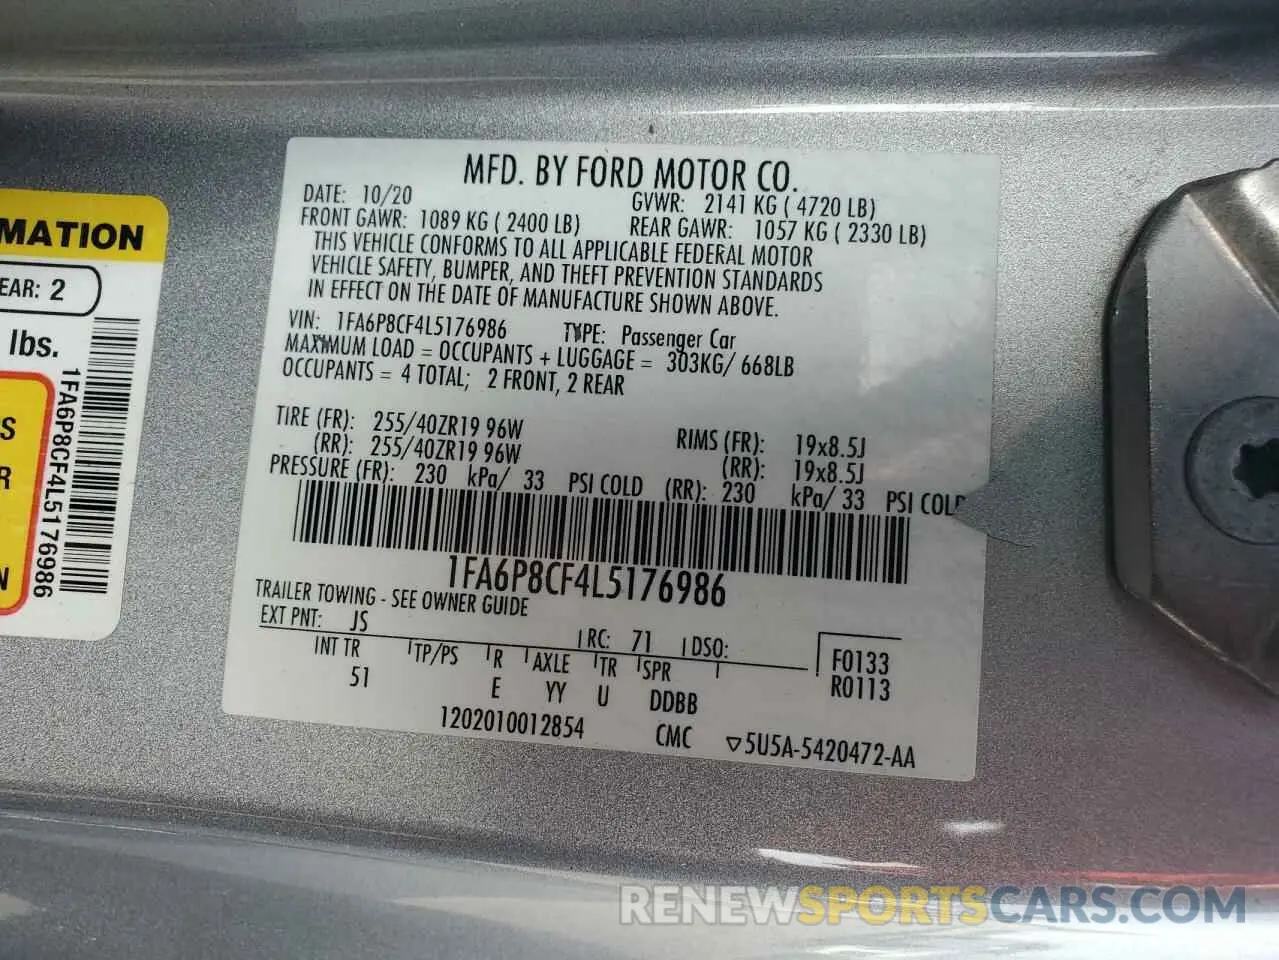 MATION
EAR: 2
lbs.
1FA6P8CF4L5176986
S
R
N
MFD. BY FORD MOTOR CO.
DATE: 10/20 GVWR: 2141 KG ( 4720 LB)
FRONT GAWR: 1089 KG ( 2400 LB) REAR GAWR: 1057 KG ( 2330 LB)
THIS VEHICLE CONFORMS TO ALL APPLICABLE FEDERAL MOTOR
VEHICLE SAFETY, BUMPER, AND THEFT PREVENTION STANDARDS
IN EFFECT ON THE DATE OF MANUFACTURE SHOWN ABOVE.
VIN: 1FA6P8CF4L5176986 TYPE: Passenger Car
MAXIMUM LOAD = OCCUPANTS + LUGGAGE = 303KG/ 668LB
OCCUPANTS = 4 TOTAL; 2 FRONT, 2 REAR
TIRE (FR): 255/40ZR19 96W RIMS (FR): 19x8.5J
(RR): 255/40ZR19 96W (RR): 19x8.5J
PRESSURE (FR): 230 kPa/ 33 PSI COLD (RR): 230 kPa/ 33 PSI COL
1FA6P8CF4L5176986
TRAILER TOWING - SEE OWNER GUIDE
EXT PNT: JS RC: 71 DSO:
INT TR TP/PS R AXLE TR SPR F0133
51 E YY U DDBB R0113
1202010012854 CMC ▽5U5A-5420472-AA
RENEWSPORTSCARS.COM